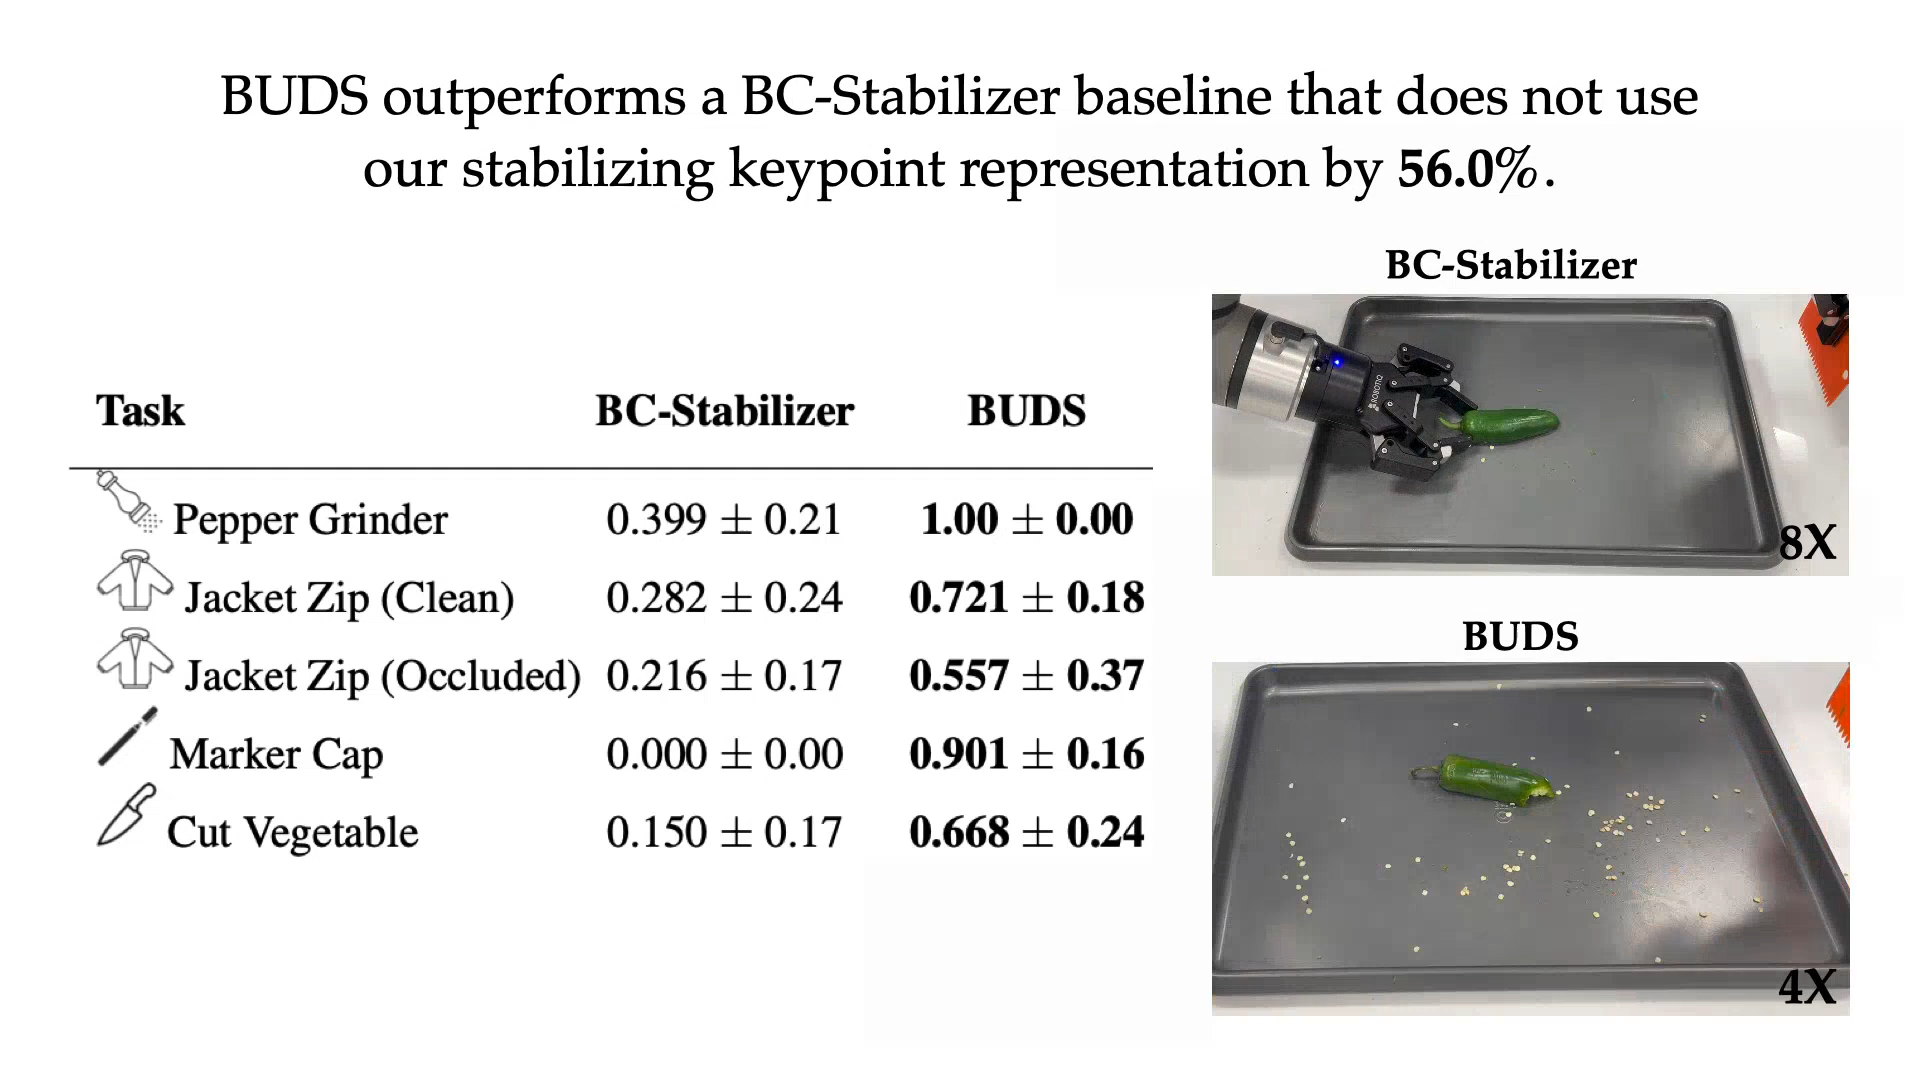 BUDS outperforms a BC-Stabilizer baseline that does not use
our stabilizing keypoint representation by 56.0%.
Task BC-Stabilizer BUDS
Pepper Grinder 0.399 ± 0.21 1.00 ± 0.00
Jacket Zip (Clean) 0.282 ± 0.24 0.721 ± 0.18
Jacket Zip (Occluded) 0.216 ± 0.17 0.557 ± 0.37
Marker Cap 0.000 ± 0.00 0.901 ± 0.16
Cut Vegetable 0.150 ± 0.17 0.668 ± 0.24
BC-Stabilizer
ROBOTIQ
8X
BUDS
4X